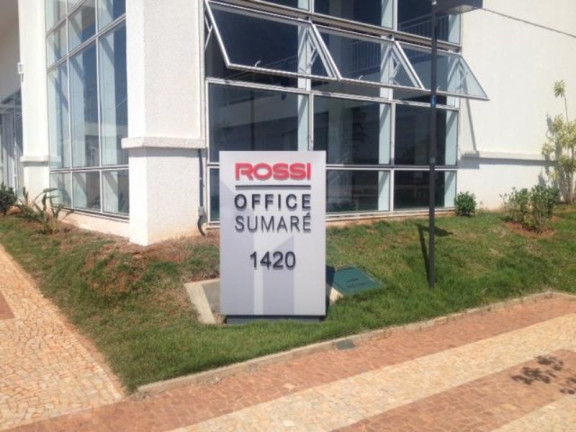 ROSSI
OFFICE
SUMARÉ
1420